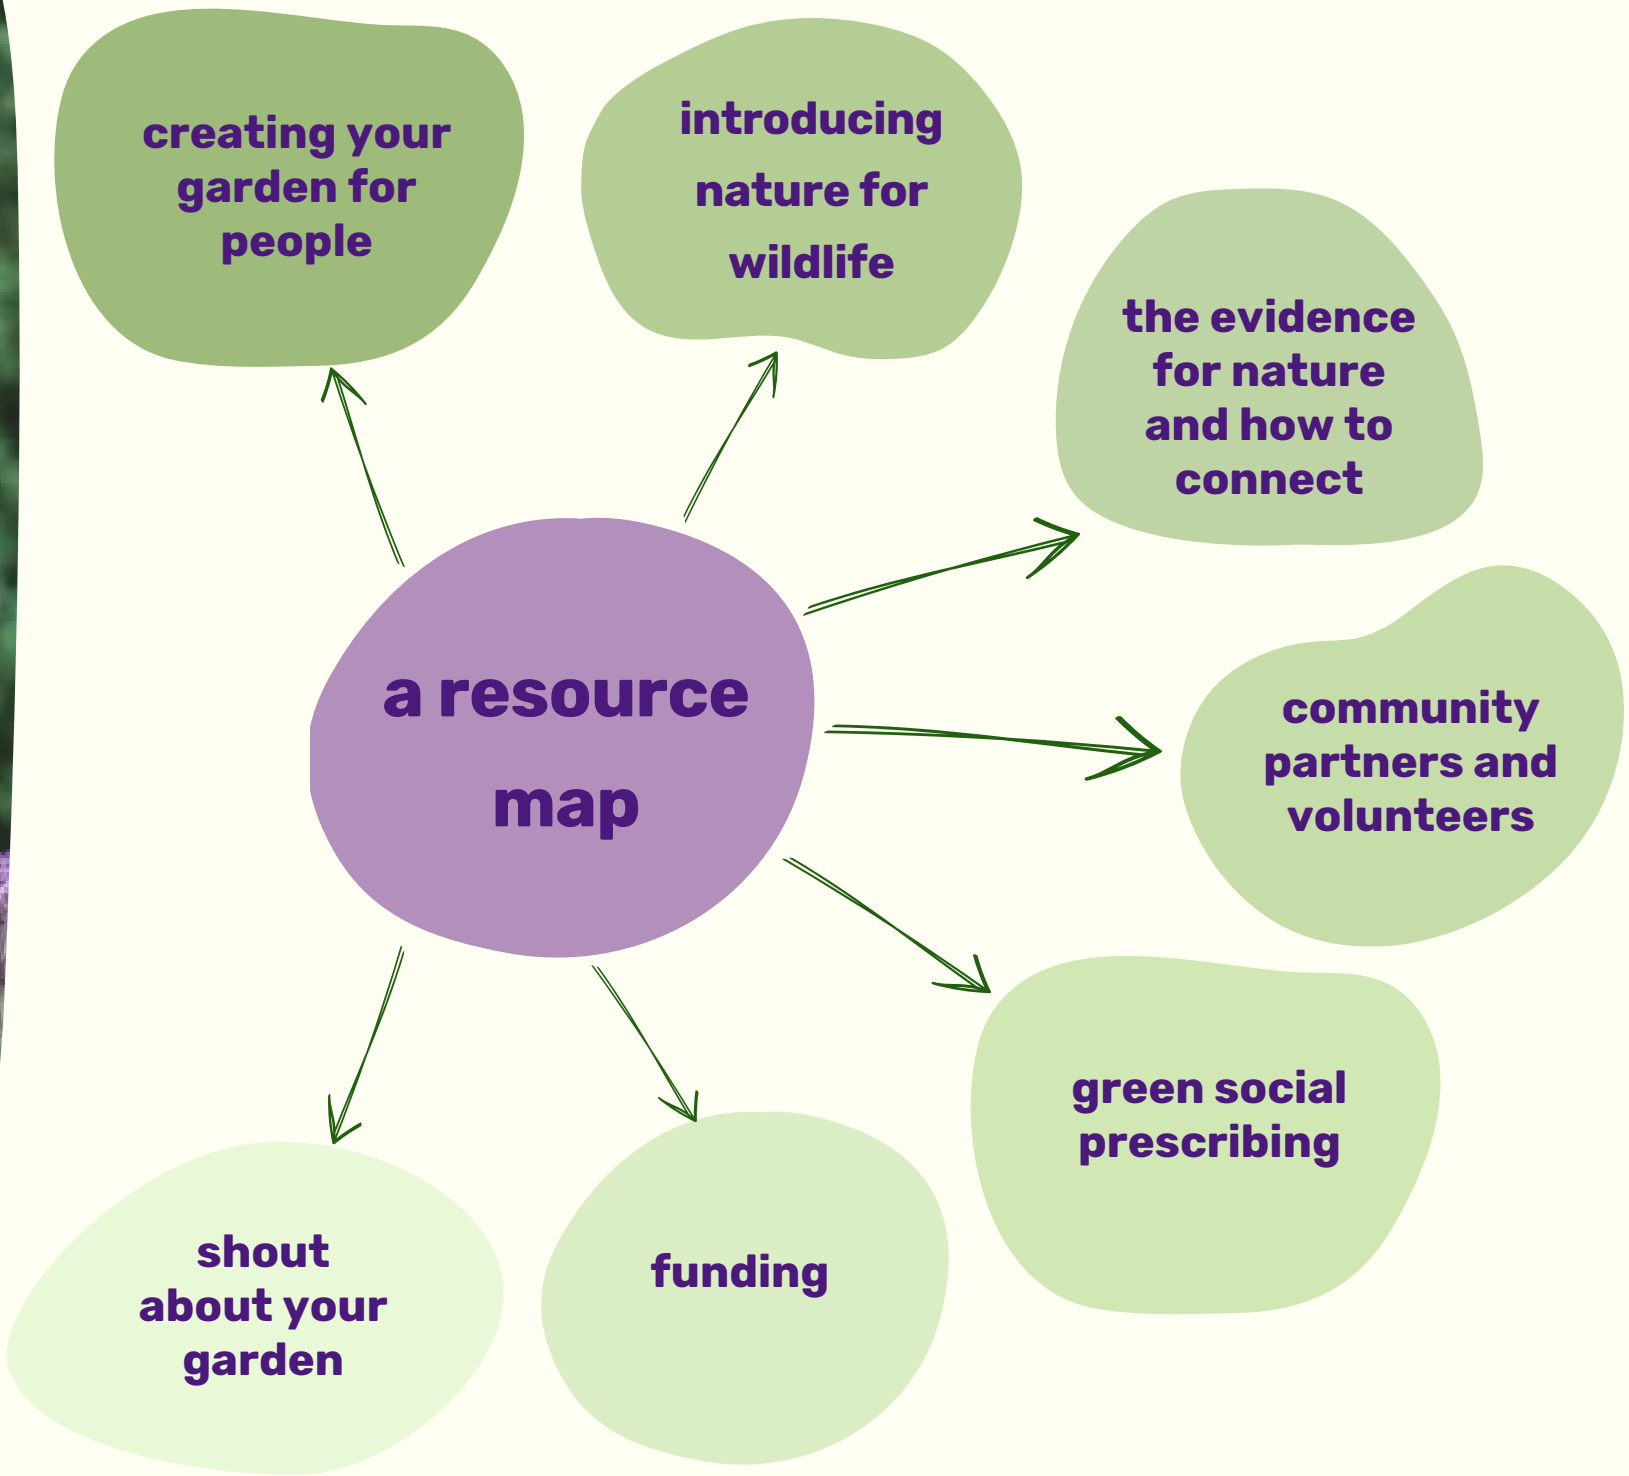 creating your
garden for
people
introducing
nature for
wildlife
the evidence
for nature
and how to
connect
a resource
map
community
partners and
volunteers
green social
prescribing
funding
shout
about your
garden